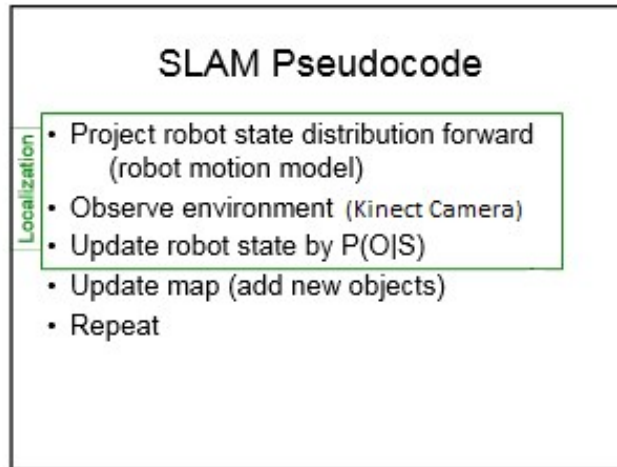 SLAM Pseudocode
Localization
• Project robot state distribution forward
(robot motion model)
• Observe environment (Kinect Camera)
• Update robot state by P(O|S)
• Update map (add new objects)
• Repeat